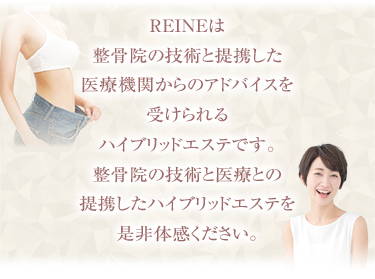 REINEは
整骨院の技術と提携した
医療機関からのアドバイスを
受けられる
ハイブリッドエステです。
整骨院の技術と医療との
提携したハイブリッドエステを
是非体感ください。